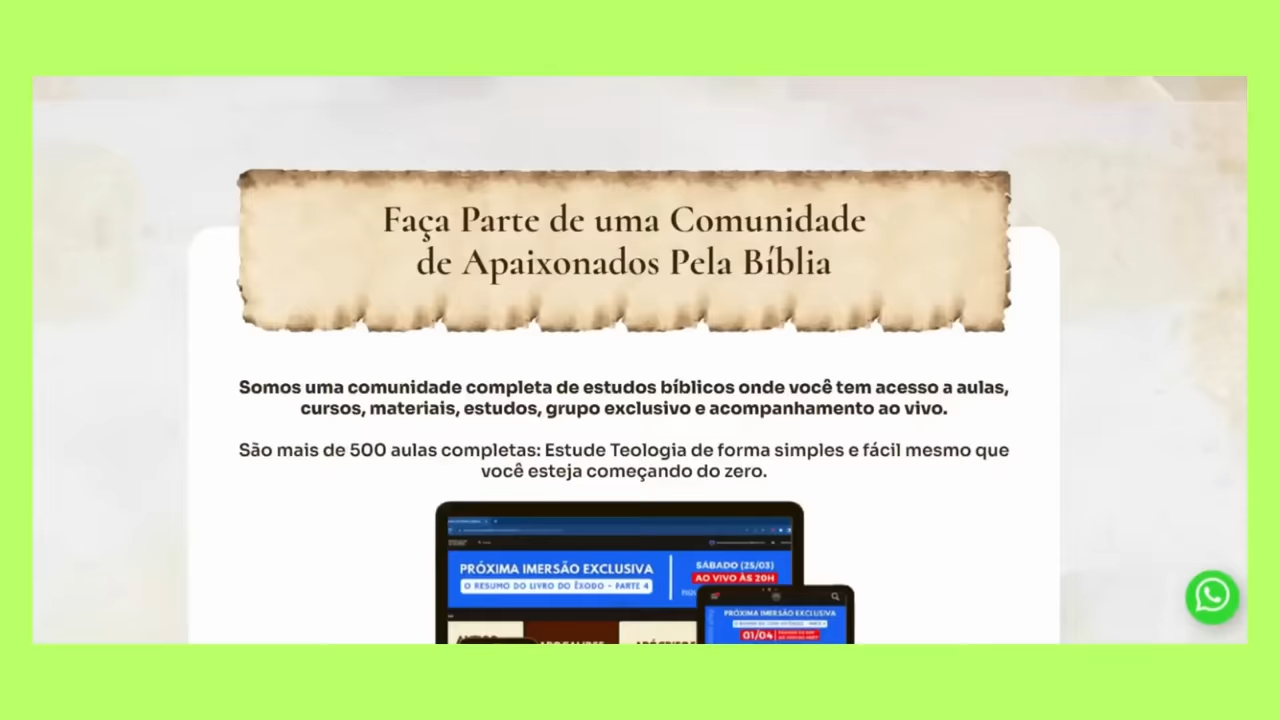 Faça Parte de uma Comunidade
de Apaixonados Pela Bíblia
Somos uma comunidade completa de estudos bíblicos onde você tem acesso a aulas,
cursos, materiais, estudos, grupo exclusivo e acompanhamento ao vivo.
São mais de 500 aulas completas: Estude Teologia de forma simples e fácil mesmo que
você esteja começando do zero.
PRÓXIMA IMERSÃO EXCLUSIVA
O RESUMO DO LIVRO DO ÊXODO - PARTE 4
SÁBADO (25/03)
AO VIVO ÀS 20H
PRÓXIMA IMERSÃO EXCLUSIVA
01/04